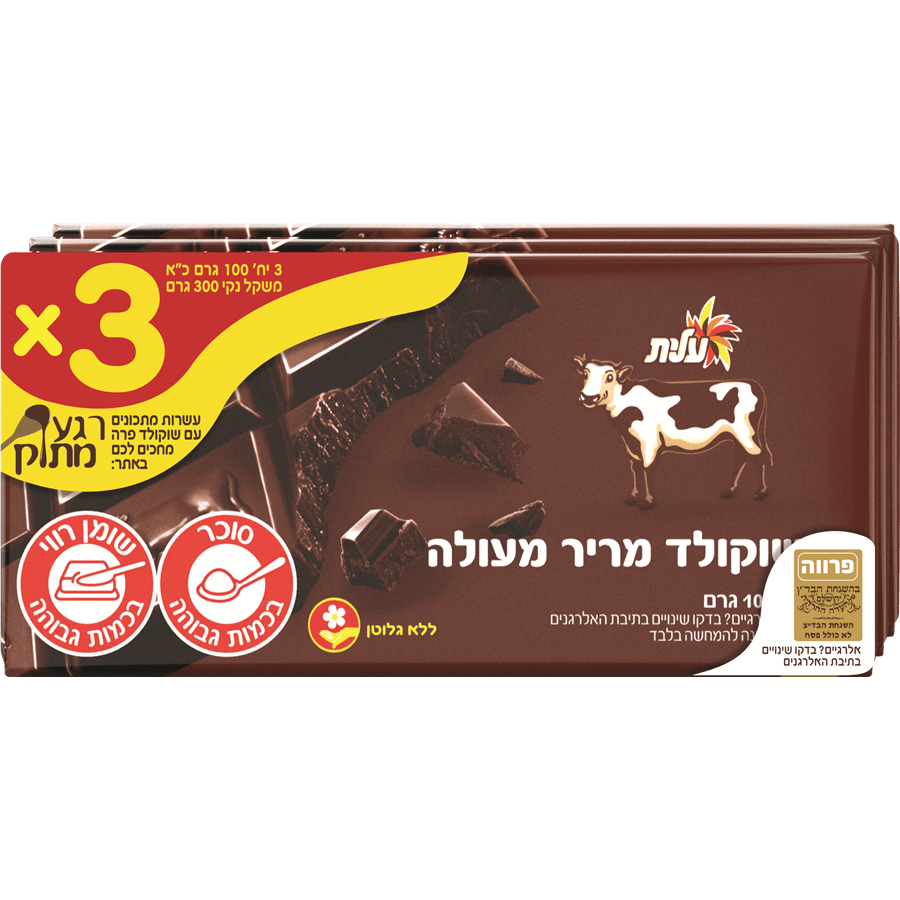 x3
3 יח' 100 גרם כ"א
משקל נקי 300 גרם
עשרות מתכונים
עם שוקולד פרה
מחכים לכם
באתר:
רגע
מתוק
עלית
שוקולד מריר מעולה
גרם
בדקו שינויים בתיבת האלרגנים
להמחשה בלבד
ללא גלוטן
סוכר
בכמות גבוהה
שומן רווי
בכמות גבוהה
פרווה
בהשגחת הבד"ץ
השגחת הבד"צ
לא כולל פסח
אלרגיים? בדקו שינויים
בתיבת האלרגנים